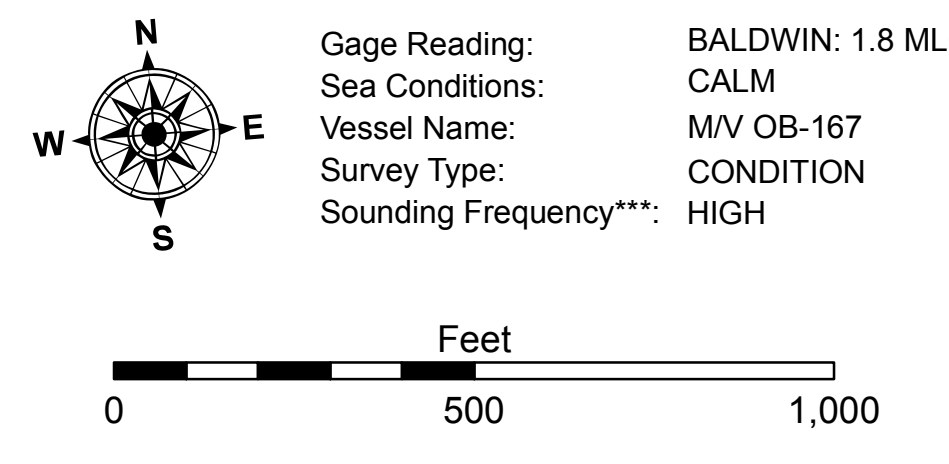 N
W
E
S
Gage Reading: BALDWIN: 1.8 ML
Sea Conditions: CALM
Vessel Name: M/V OB-167
Survey Type: CONDITION
Sounding Frequency***: HIGH
Feet
0 500 1,000